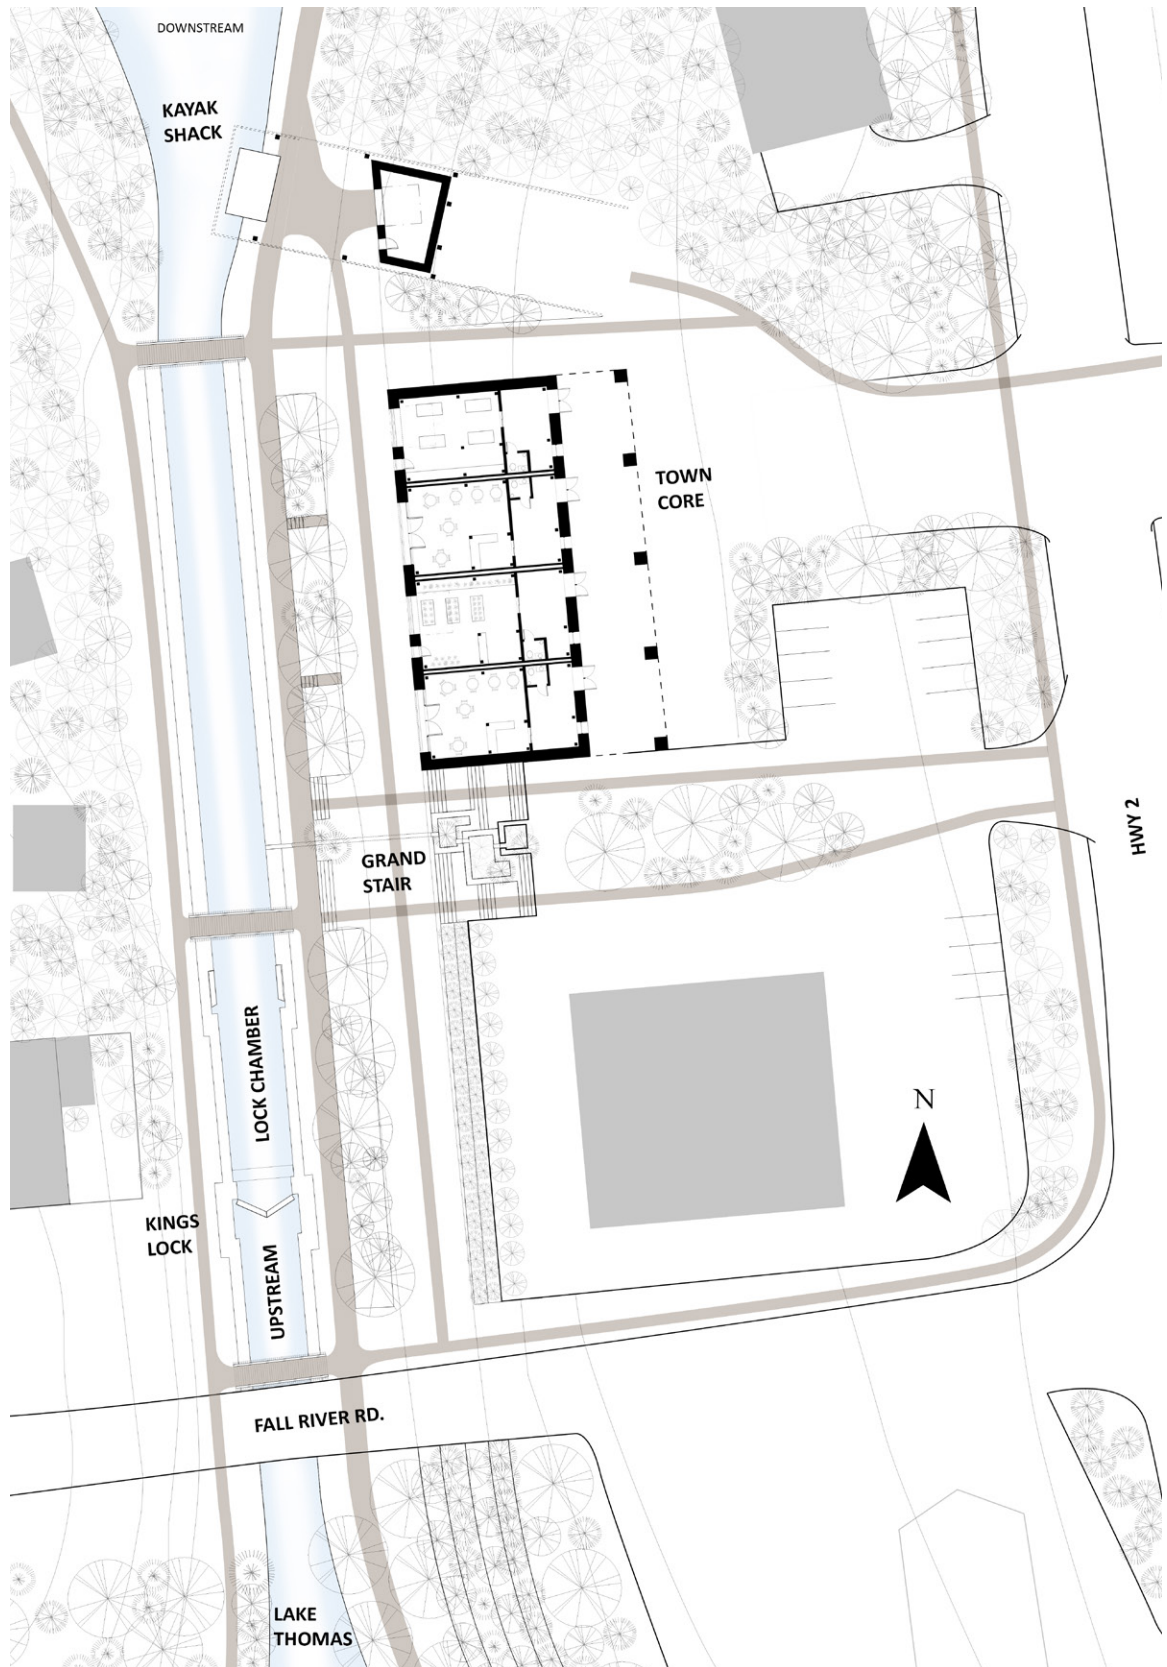 DOWNSTREAM
KAYAK
SHACK
TOWN
CORE
HWY 2
GRAND
STAIR
LOCK CHAMBER
N
KINGS
LOCK
UPSTREAM
FALL RIVER RD.
LAKE
THOMAS